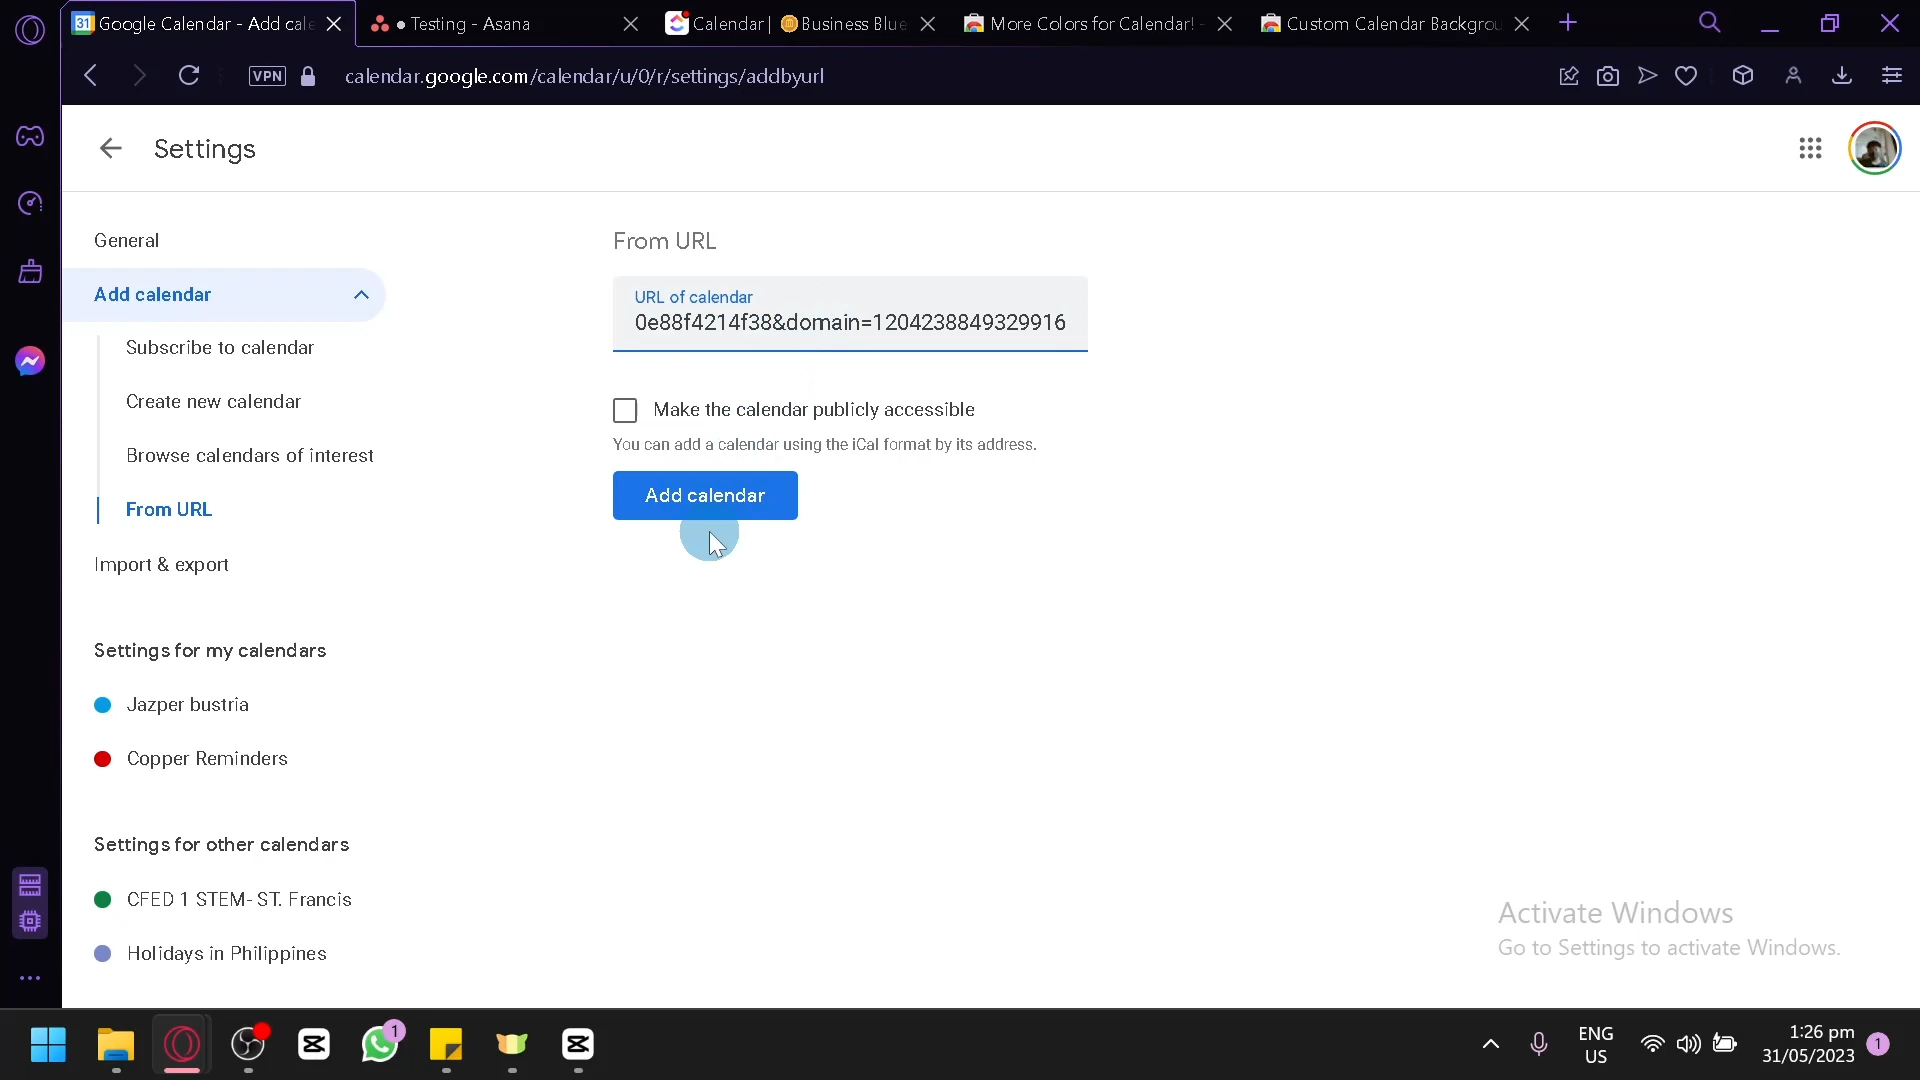 Google Calendar - Add cale
Testing - Asana
Calendar |
Business Blue
More Colors for Calendar! -
Custom Calendar Backgrou
VPN
calendar.google.com/calendar/u/0/r/settings/addbyurl
Settings
General
Add calendar
Subscribe to calendar
Create new calendar
Browse calendars of interest
From URL
Import & export
Settings for my calendars
Jazper bustria
Copper Reminders
Settings for other calendars
CFED 1 STEM- ST. Francis
Holidays in Philippines
From URL
URL of calendar
0e88f4214f38&domain=1204238849329916
Make the calendar publicly accessible
You can add a calendar using the iCal format by its address.
Add calendar
Activate Windows
Go to Settings to activate Windows.
31
1
ENG
US
1:26 pm
31/05/2023
1